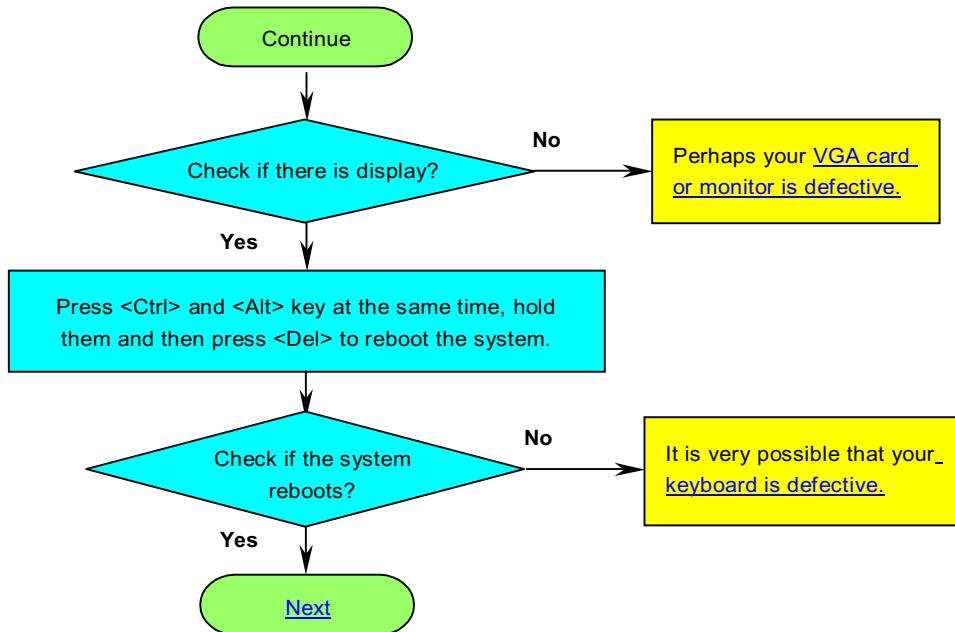 Continue
Check if there is display?
No
Perhaps your VGA card
or monitor is defective.
Yes
Press <Ctrl> and <Alt> key at the same time, hold
them and then press <Del> to reboot the system.
Check if the system
reboots?
No
It is very possible that your
keyboard is defective.
Yes
Next